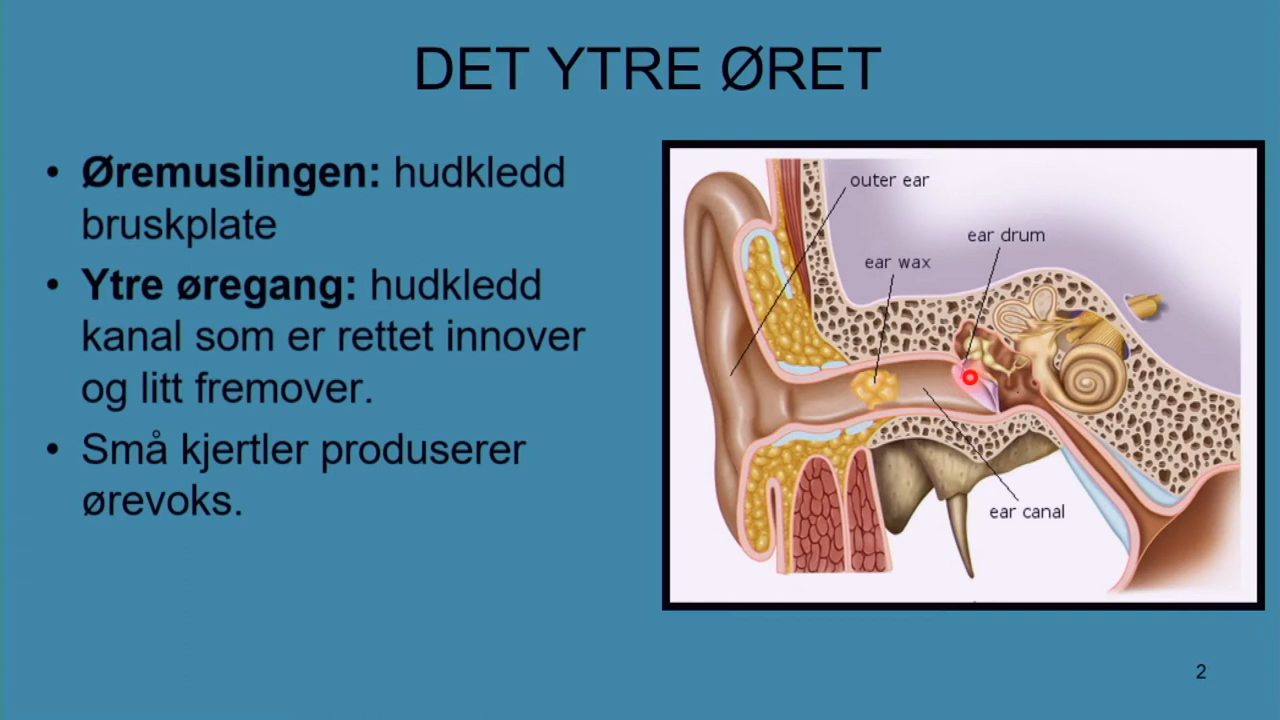 DET YTRE ØRET
• Øremuslingen: hudkledd
bruskplate
• Ytre øregang: hudkledd
kanal som er rettet innover
og litt fremover.
• Små kjertler produserer
ørevoks.
outer ear
ear drum
ear wax
ear canal
2